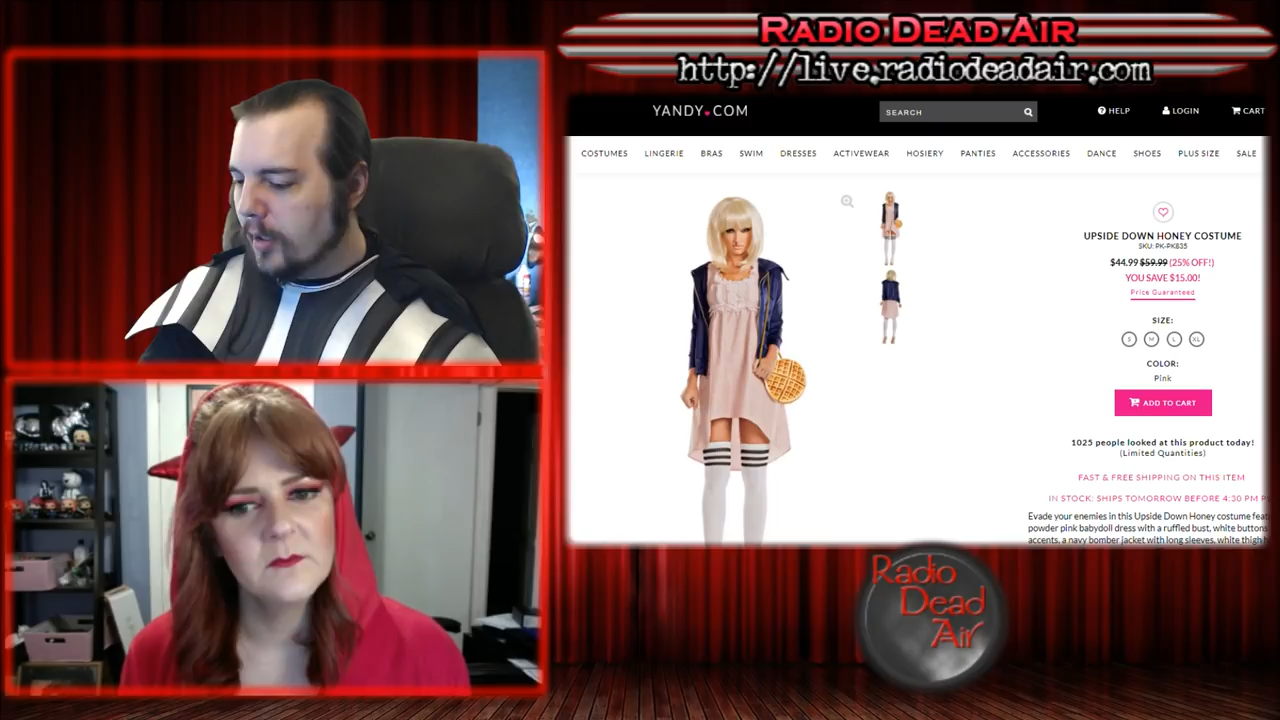 RADIO DEAD AIR
http://live.radiodeadair.com
YANDY.COM
SEARCH
HELP
LOGIN
CART
COSTUMES LINGERIE BRAS SWIM DRESSES ACTIVEWEAR HOSIERY PANTIES ACCESSORIES DANCE SHOES PLUS SIZE SALE
UPSIDE DOWN HONEY COSTUME
SKU: PK-PK835
$44.99 $59.99 (25% OFF!)
YOU SAVE $15.00!
Price Guaranteed
SIZE:
S M L XL
COLOR:
Pink
ADD TO CART
1025 people looked at this product today!
(Limited Quantities)
FAST & FREE SHIPPING ON THIS ITEM
IN STOCK: SHIPS TOMORROW BEFORE 4:30 PM
Evade your enemies in this Upside Down Honey costume
powder pink babydoll dress with a ruffled bust, white buttons
accents, a navy bomber jacket with long sleeves, white thigh
Radio
Dead
Air